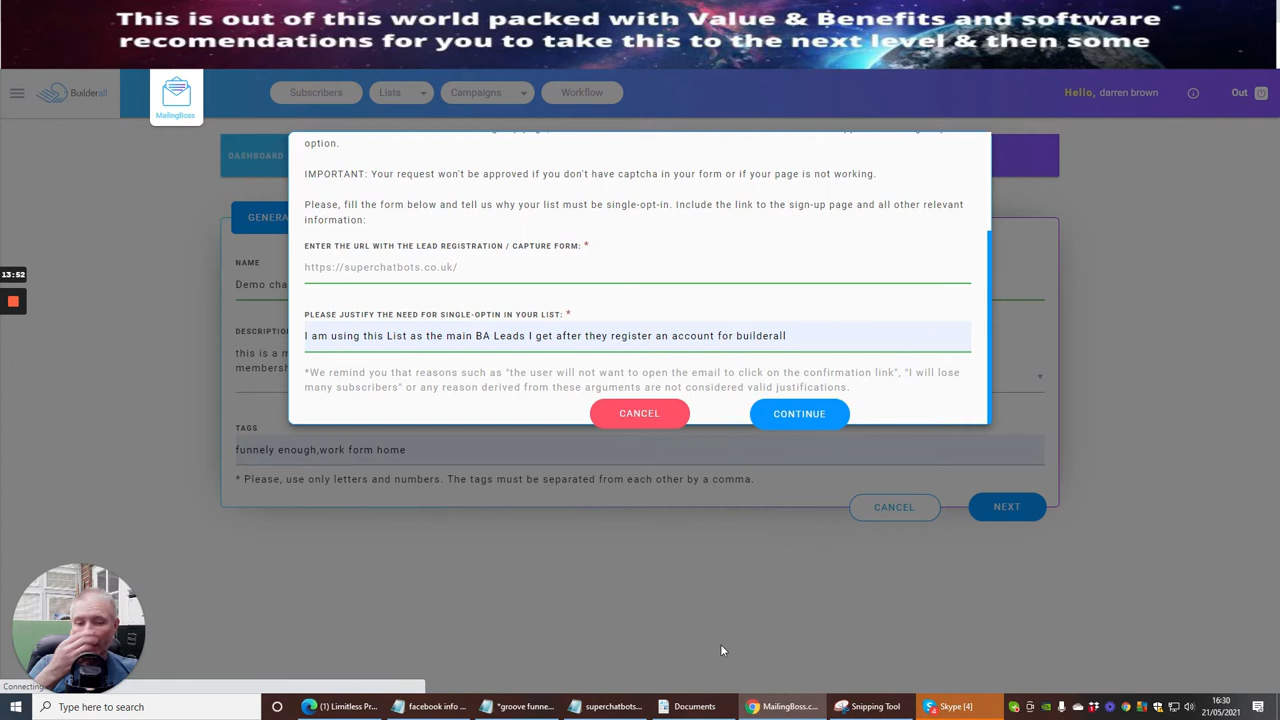 This is out of this world packed with Value & Benefits and software
recomendations for you to take this to the next level & then some
Builderall
MailingBoss
Subscribers
Lists
Campaigns
Workflow
Hello, darren brown
Out
DASHBOARD
option.
IMPORTANT: Your request won't be approved if you don't have captcha in your form or if your page is not working.
Please, fill the form below and tell us why your list must be single-opt-in. Include the link to the sign-up page and all other relevant
information:
GENERA
ENTER THE URL WITH THE LEAD REGISTRATION / CAPTURE FORM: *
NAME
https://superchatbots.co.uk/
13:52
Demo cha
PLEASE JUSTIFY THE NEED FOR SINGLE-OPTIN IN YOUR LIST: *
DESCRIPTION
I am using this List as the main BA Leads I get after they register an account for builderall
this is a m
membersh
*We remind you that reasons such as "the user will not want to open the email to click on the confirmation link", "I will lose
many subscribers" or any reason derived from these arguments are not considered valid justifications.
CANCEL
CONTINUE
TAGS
funnely enough,work form home
* Please, use only letters and numbers. The tags must be separated from each other by a comma.
CANCEL
NEXT
Connecting
Type here to search
(1) Limitless Pr...
facebook info ...
*groove funne...
superchatbots...
Documents
MailingBoss.c...
Snipping Tool
Skype [4]
16:30
21/05/2021